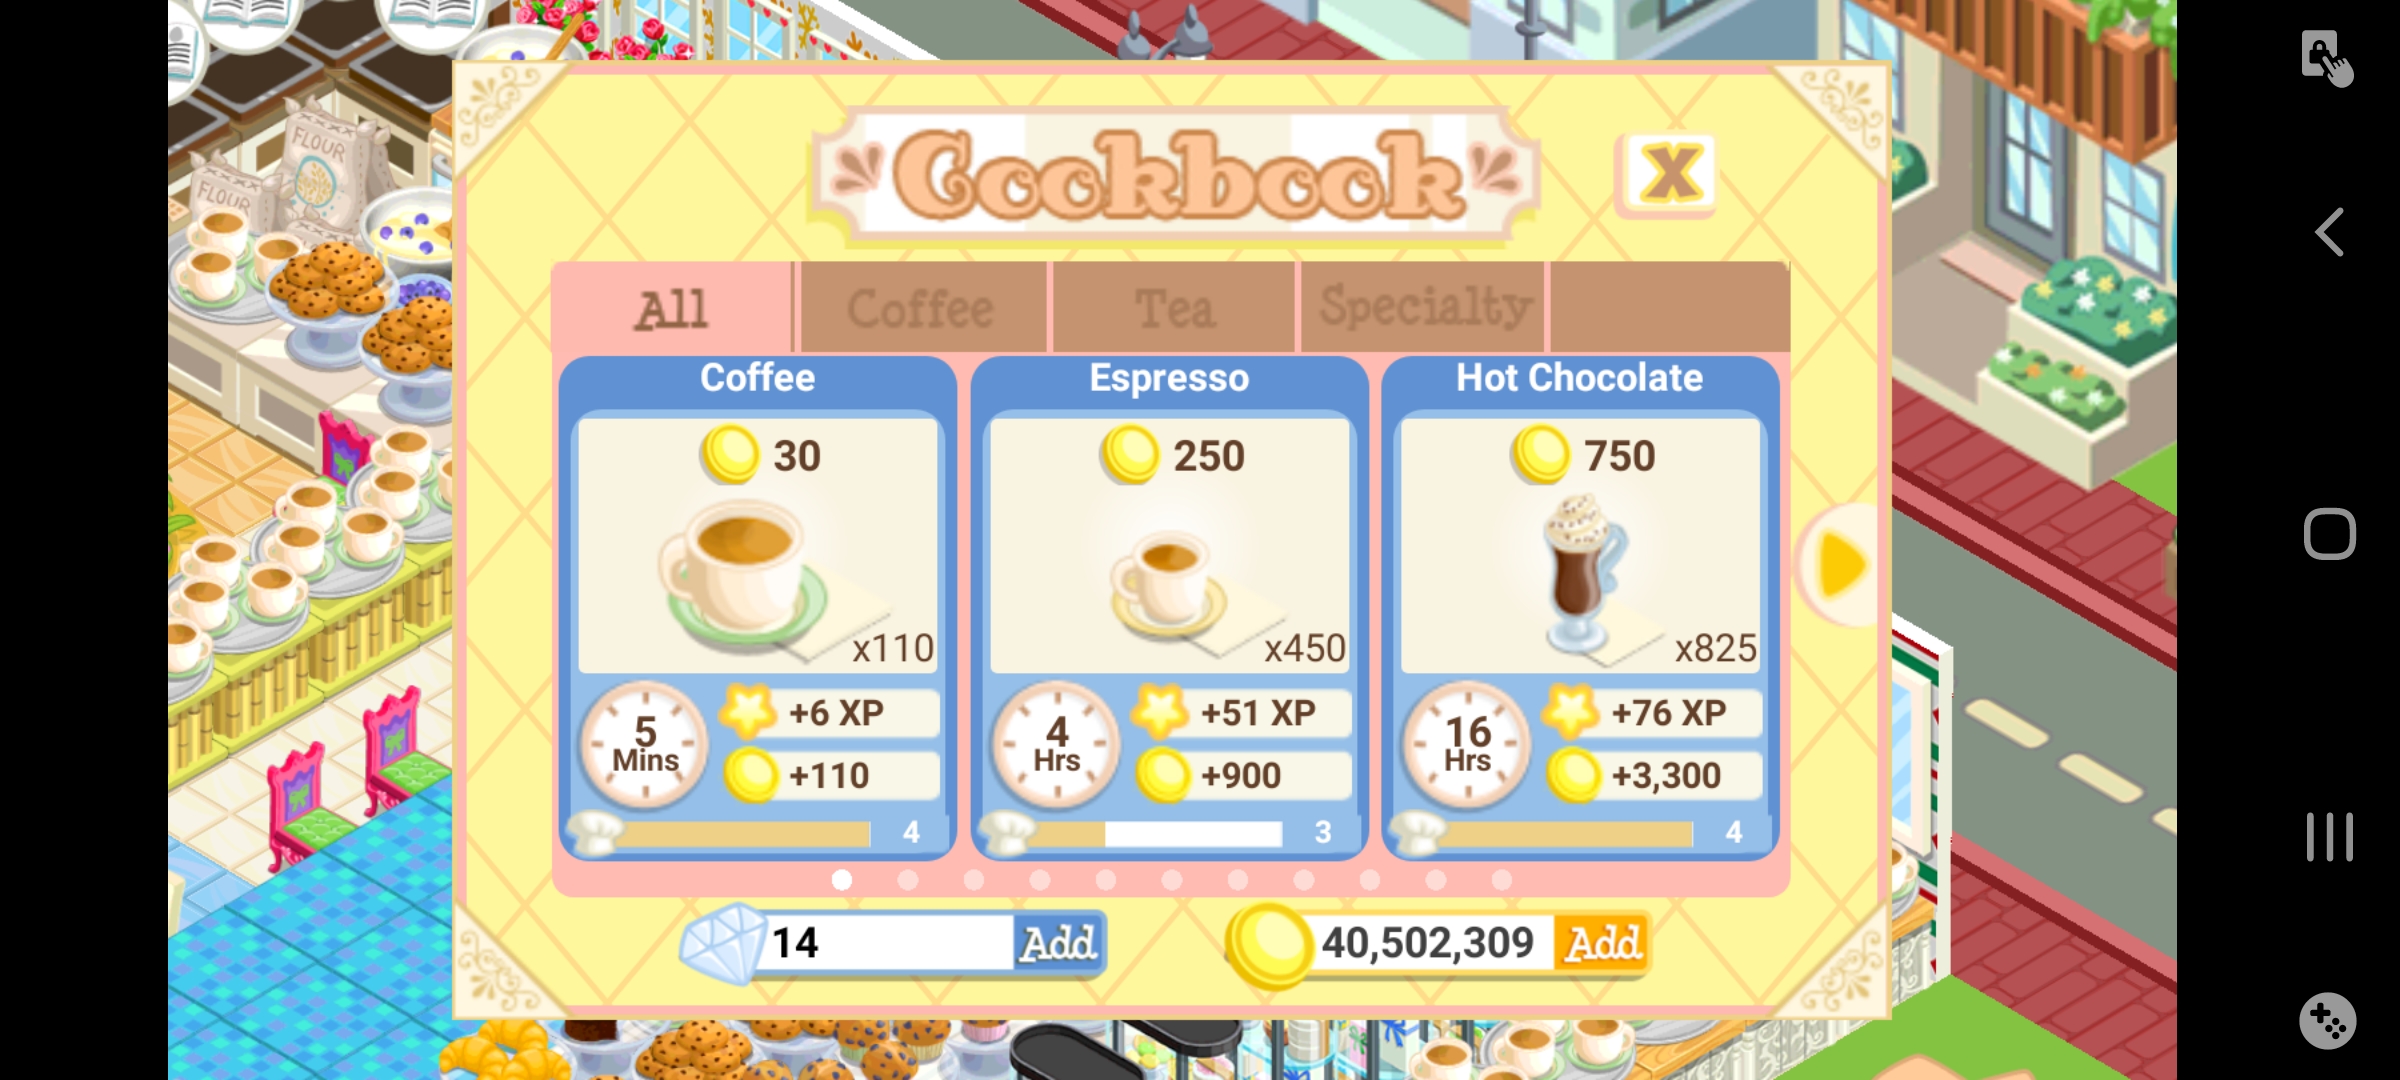 FLOUR
FLOUR
Cookbook
X
All
Coffee
Tea
Specialty
Coffee
30
x110
5
Mins
+6 XP
+110
4
Espresso
250
x450
4
Hrs
+51 XP
+900
3
Hot Chocolate
750
x825
16
Hrs
+76 XP
+3,300
4
14
Add
40,502,309
Add